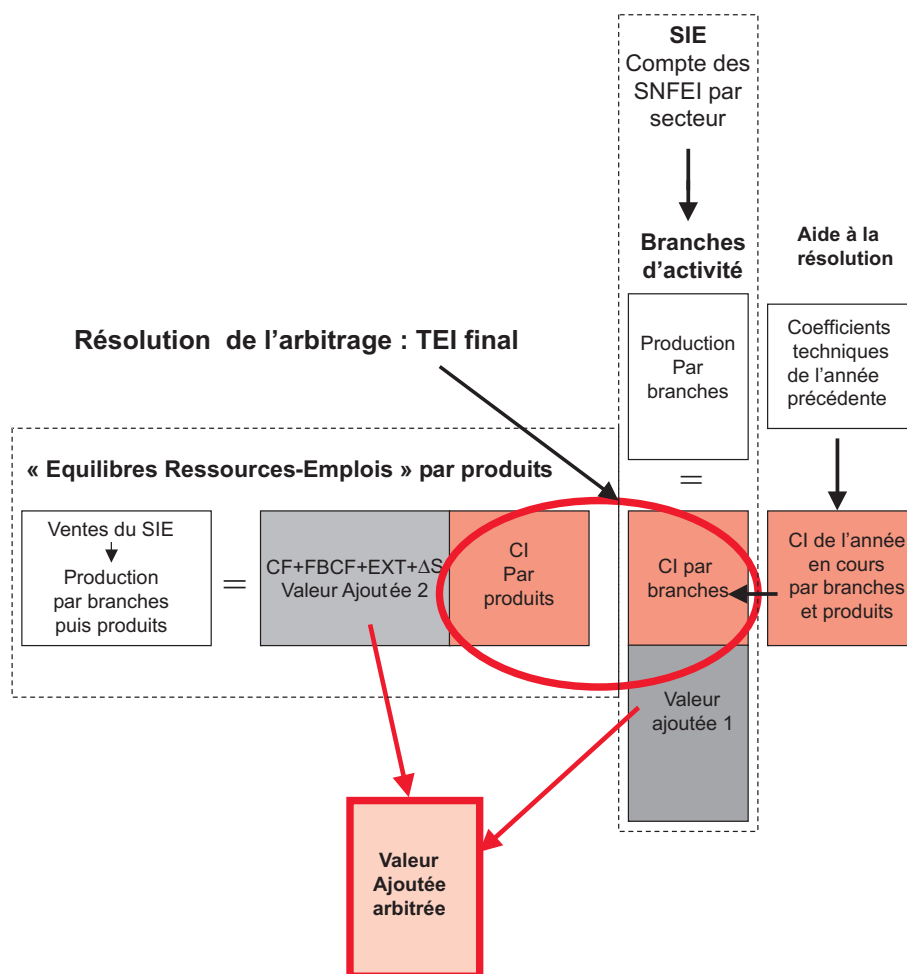 SIE
Compte des
SNFEI par
secteur
Branches
d’activité
Aide à la
résolution
Résolution de l’arbitrage : TEI final
Production
Par
branches
Coefficients
techniques
de l’année
précédente
« Equilibres Ressources-Emplois » par produits
=
Ventes du SIE
Production
par branches
puis produits
=
CF+FBCF+EXT+ΔS
Valeur Ajoutée 2
CI
Par
produits
CI par
branches
CI de l’année
en cours
par branches
et produits
Valeur
ajoutée 1
Valeur
Ajoutée
arbitrée